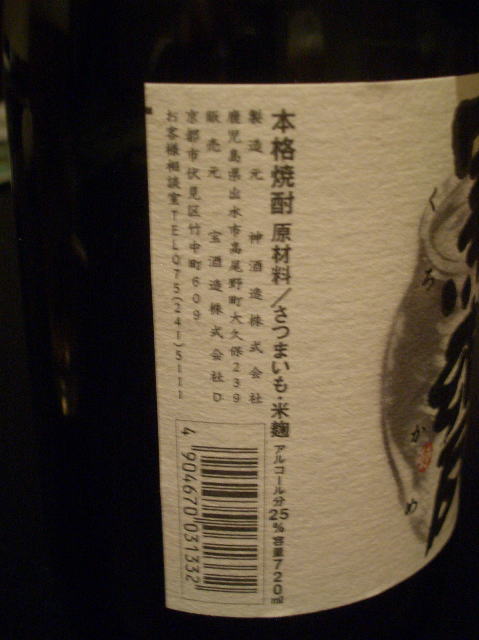 くろかめ
本格焼酎 原材料/さつまいも・米麹 アルコール分25% 容量720ml
製造元 神酒造株式会社
鹿児島県出水市高尾野町大久保239
販売元 宝酒造株式会社D
京都市伏見区竹中町609
お客様相談室TEL075(241)5111
4 904670 031332